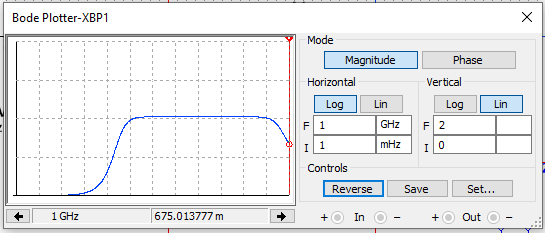 Bode Plotter-XBP1
Mode
Magnitude Phase
Horizontal Vertical
Log Lin Log Lin
F 1 GHz F 2
I 1 mHz I 0
Controls
Reverse Save Set...
1 GHz 675.013777 m
+ In − + Out −